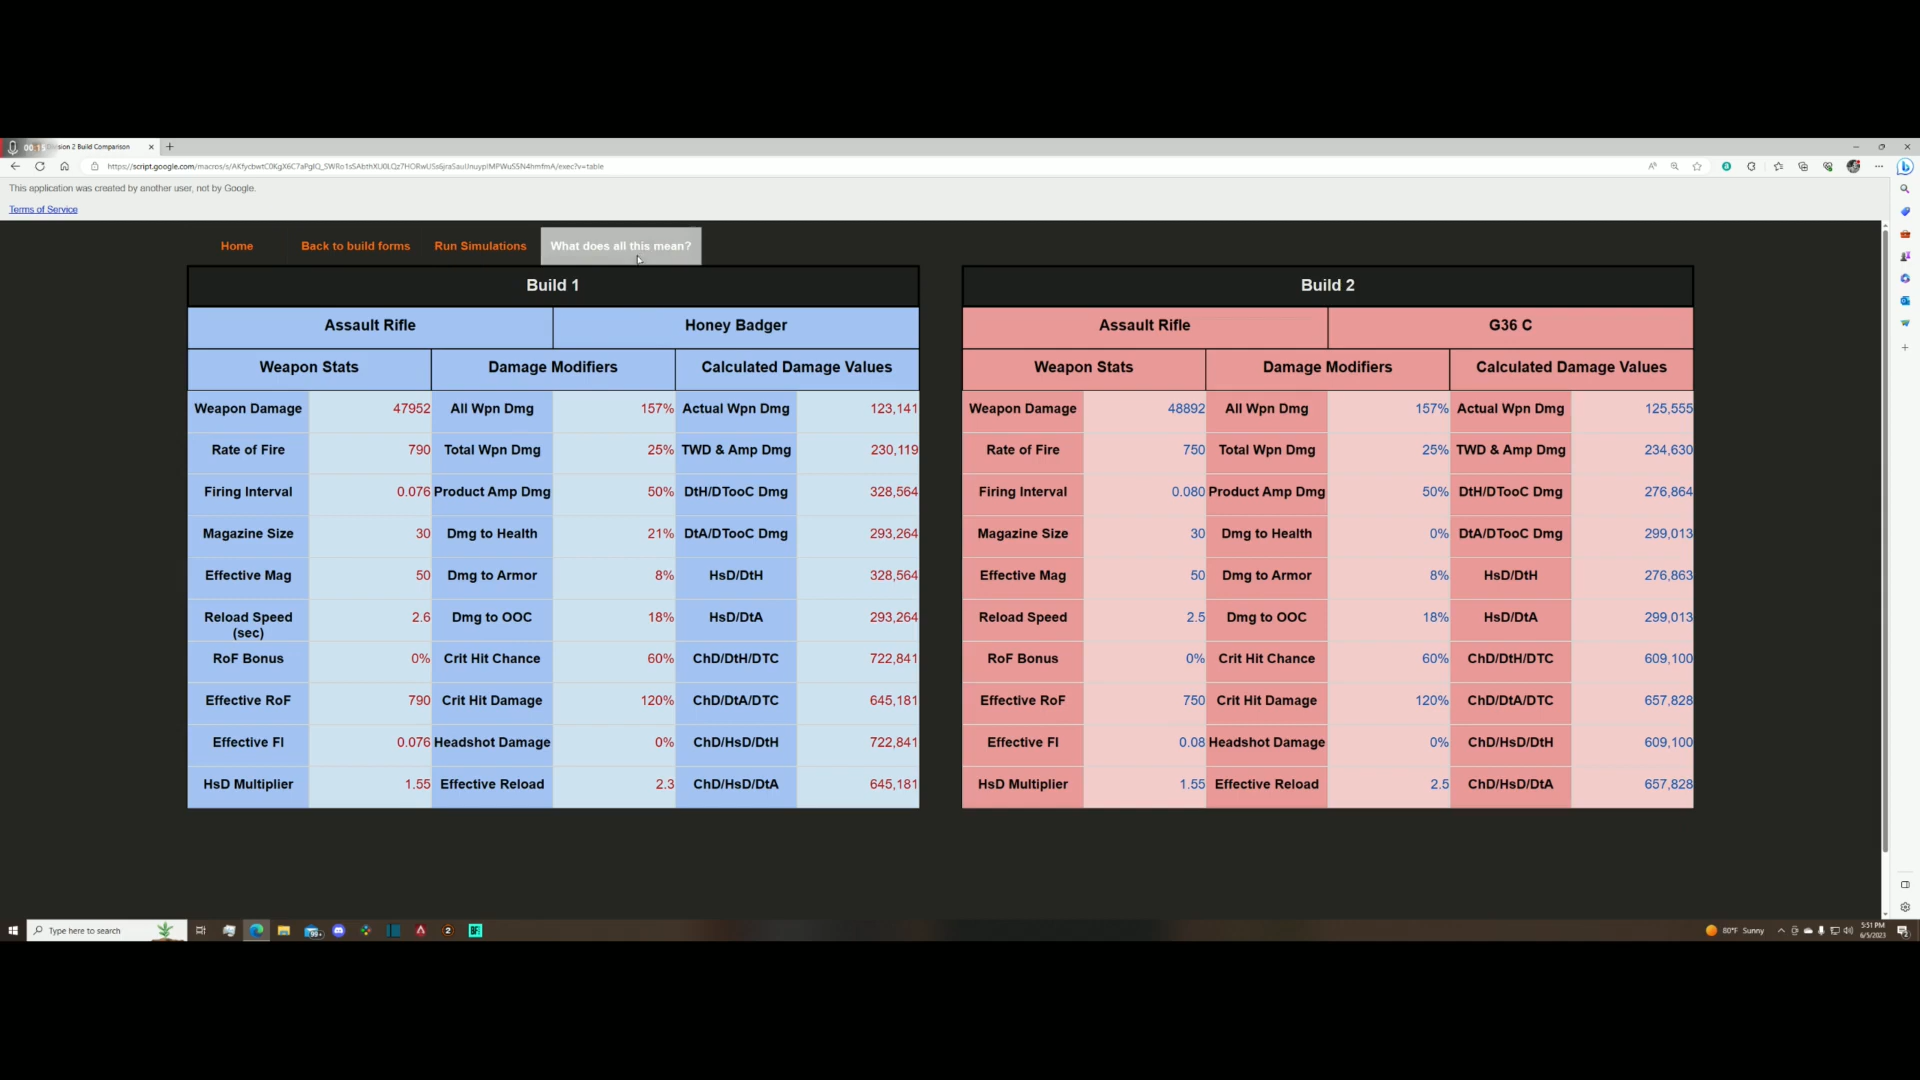 00:15
sion 2 Build Comparison
This application was created by another user, not by Google.
Terms of Service
Home Back to build forms Run Simulations What does all this mean?
Build 1
Assault Rifle Honey Badger
Weapon Stats Damage Modifiers Calculated Damage Values
Weapon Damage 47952 All Wpn Dmg 157% Actual Wpn Dmg 123,141
Rate of Fire 790 Total Wpn Dmg 25% TWD & Amp Dmg 230,119
Firing Interval 0.076 Product Amp Dmg 50% DtH/DTooC Dmg 328,564
Magazine Size 30 Dmg to Health 21% DtA/DTooC Dmg 293,264
Effective Mag 50 Dmg to Armor 8% HsD/DtH 328,564
Reload Speed (sec) 2.6 Dmg to OOC 18% HsD/DtA 293,264
RoF Bonus 0% Crit Hit Chance 60% ChD/DtH/DTC 722,841
Effective RoF 790 Crit Hit Damage 120% ChD/DtA/DTC 645,181
Effective FI 0.076 Headshot Damage 0% ChD/HsD/DtH 722,841
HsD Multiplier 1.55 Effective Reload 2.3 ChD/HsD/DtA 645,181
Build 2
Assault Rifle G36 C
Weapon Stats Damage Modifiers Calculated Damage Values
Weapon Damage 48892 All Wpn Dmg 157% Actual Wpn Dmg 125,555
Rate of Fire 750 Total Wpn Dmg 25% TWD & Amp Dmg 234,630
Firing Interval 0.080 Product Amp Dmg 50% DtH/DTooC Dmg 276,864
Magazine Size 30 Dmg to Health 0% DtA/DTooC Dmg 299,013
Effective Mag 50 Dmg to Armor 8% HsD/DtH 276,863
Reload Speed 2.5 Dmg to OOC 18% HsD/DtA 299,013
RoF Bonus 0% Crit Hit Chance 60% ChD/DtH/DTC 609,100
Effective RoF 750 Crit Hit Damage 120% ChD/DtA/DTC 657,828
Effective FI 0.08 Headshot Damage 0% ChD/HsD/DtH 609,100
HsD Multiplier 1.55 Effective Reload 2.5 ChD/HsD/DtA 657,828
Type here to search
99+
80°F Sunny
5:51 PM
6/5/2023